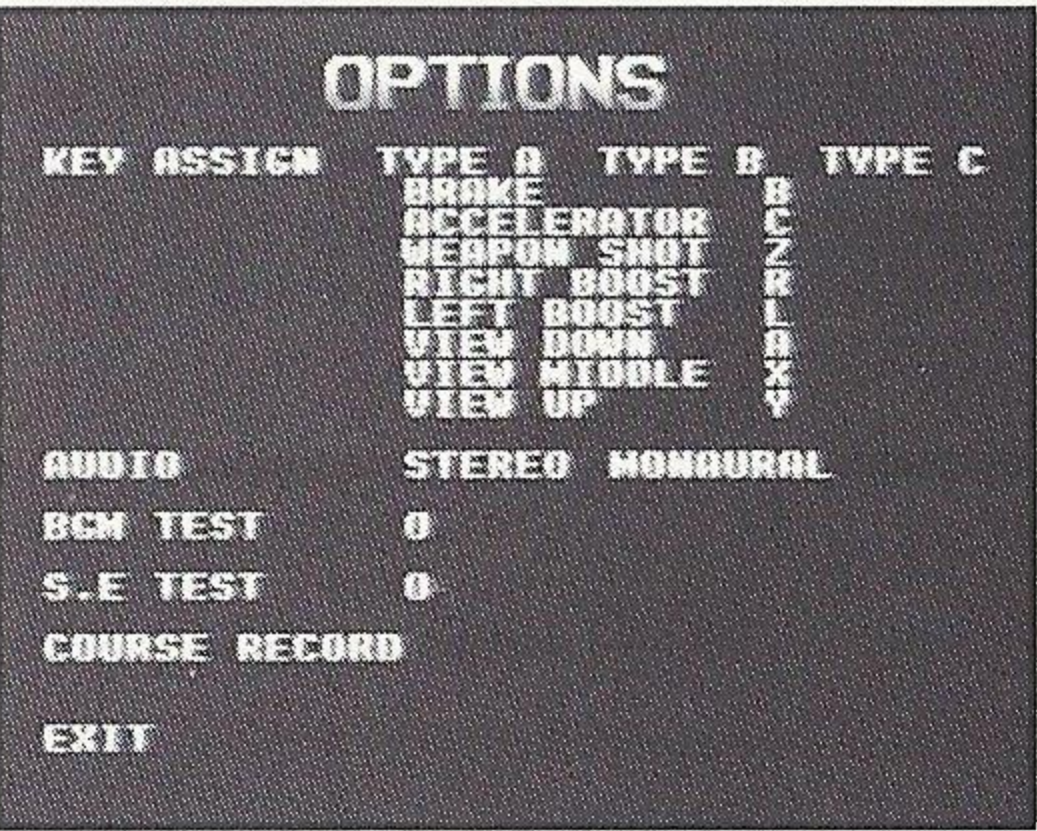 OPTIONS
KEY ASSIGN TYPE A TYPE B TYPE C
BRAKE B
ACCELERATOR C
WEAPON SHOT Z
RIGHT BOOST R
LEFT BOOST L
VIEW DOWN A
VIEW MIDDLE X
VIEW UP Y
AUDIO STEREO MONAURAL
BGM TEST 0
S.E TEST 0
COURSE RECORD
EXIT